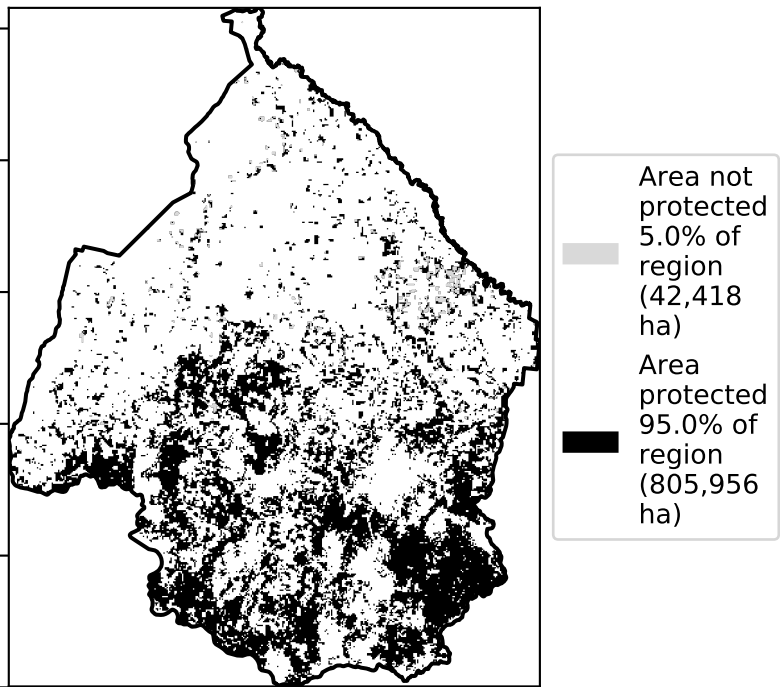 Area not
protected
5.0% of
region
(42,418
ha)
Area
protected
95.0% of
region
(805,956
ha)